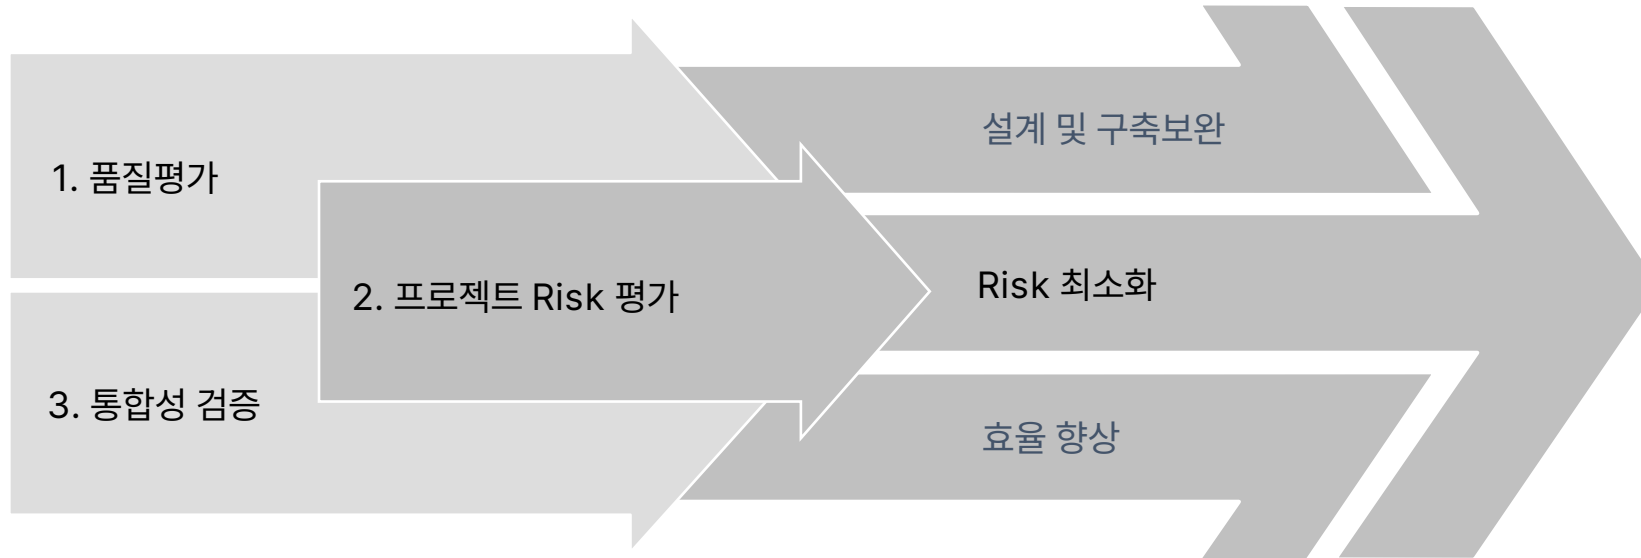 1. 품질평가
설계 및 구축보완
2. 프로젝트 Risk 평가
Risk 최소화
3. 통합성 검증
효율 향상